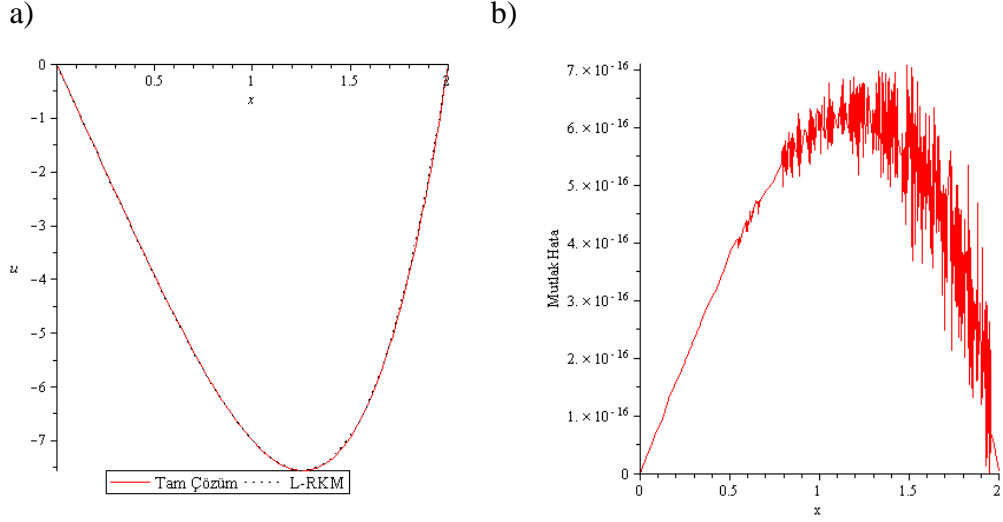 a)
b)
0
0.5
1
1.5
2
x
-1
-2
-3
-4
-5
-6
-7
u
Tam Çözüm
L-RKM
7. × 10⁻¹⁶
6. × 10⁻¹⁶
5. × 10⁻¹⁶
4. × 10⁻¹⁶
3. × 10⁻¹⁶
2. × 10⁻¹⁶
1. × 10⁻¹⁶
0
Mutlak Hata
0
0.5
1
1.5
2
x